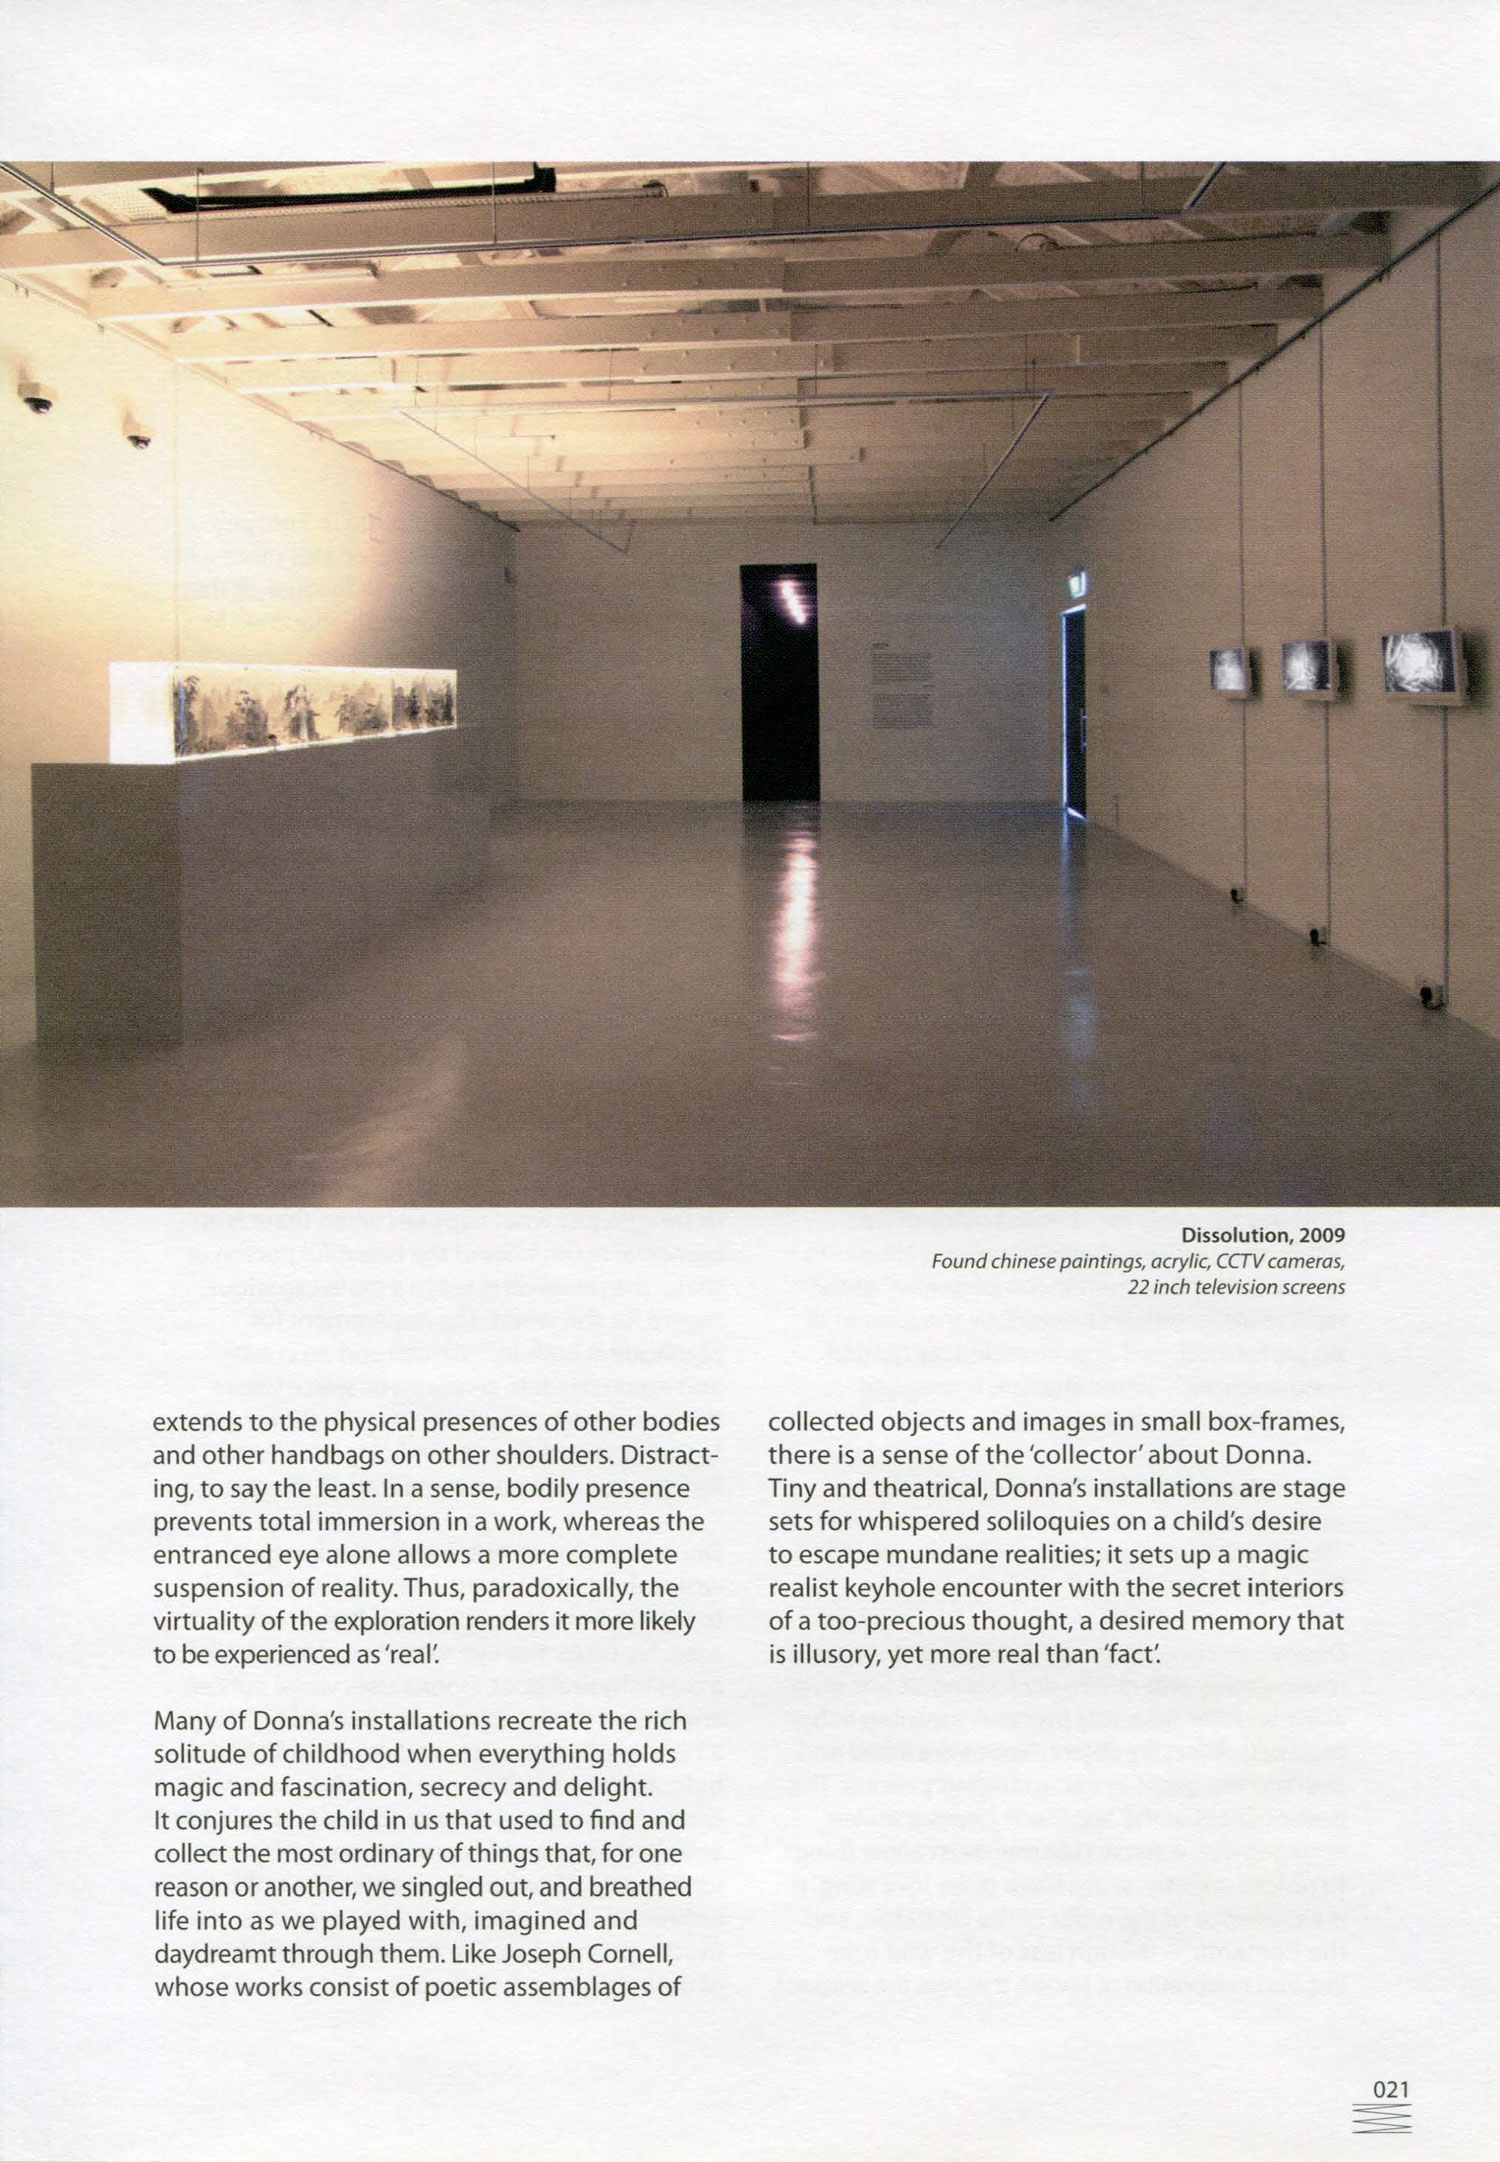 Dissolution, 2009
Found chinese paintings, acrylic, CCTV cameras,
22 inch television screens
extends to the physical presences of other bodies
and other handbags on other shoulders. Distract-
ing, to say the least. In a sense, bodily presence
prevents total immersion in a work, whereas the
entranced eye alone allows a more complete
suspension of reality. Thus, paradoxically, the
virtuality of the exploration renders it more likely
to be experienced as ‘real’.
Many of Donna’s installations recreate the rich
solitude of childhood when everything holds
magic and fascination, secrecy and delight.
It conjures the child in us that used to find and
collect the most ordinary of things that, for one
reason or another, we singled out, and breathed
life into as we played with, imagined and
daydreamt through them. Like Joseph Cornell,
whose works consist of poetic assemblages of
collected objects and images in small box-frames,
there is a sense of the ‘collector’ about Donna.
Tiny and theatrical, Donna’s installations are stage
sets for whispered soliloquies on a child’s desire
to escape mundane realities; it sets up a magic
realist keyhole encounter with the secret interiors
of a too-precious thought, a desired memory that
is illusory, yet more real than ‘fact’.
021